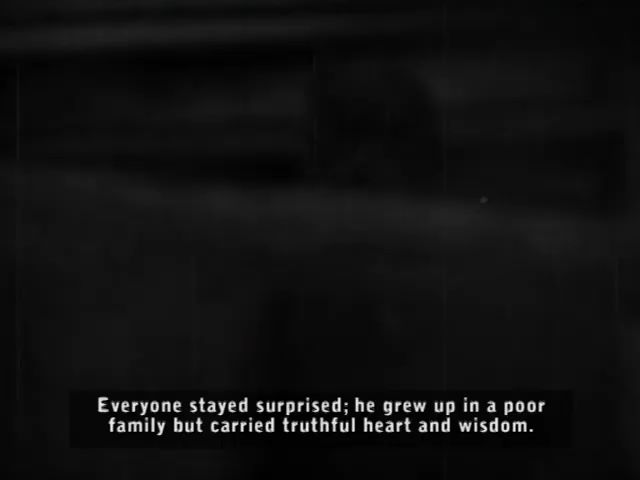 Everyone stayed surprised; he grew up in a poor
family but carried truthful heart and wisdom.